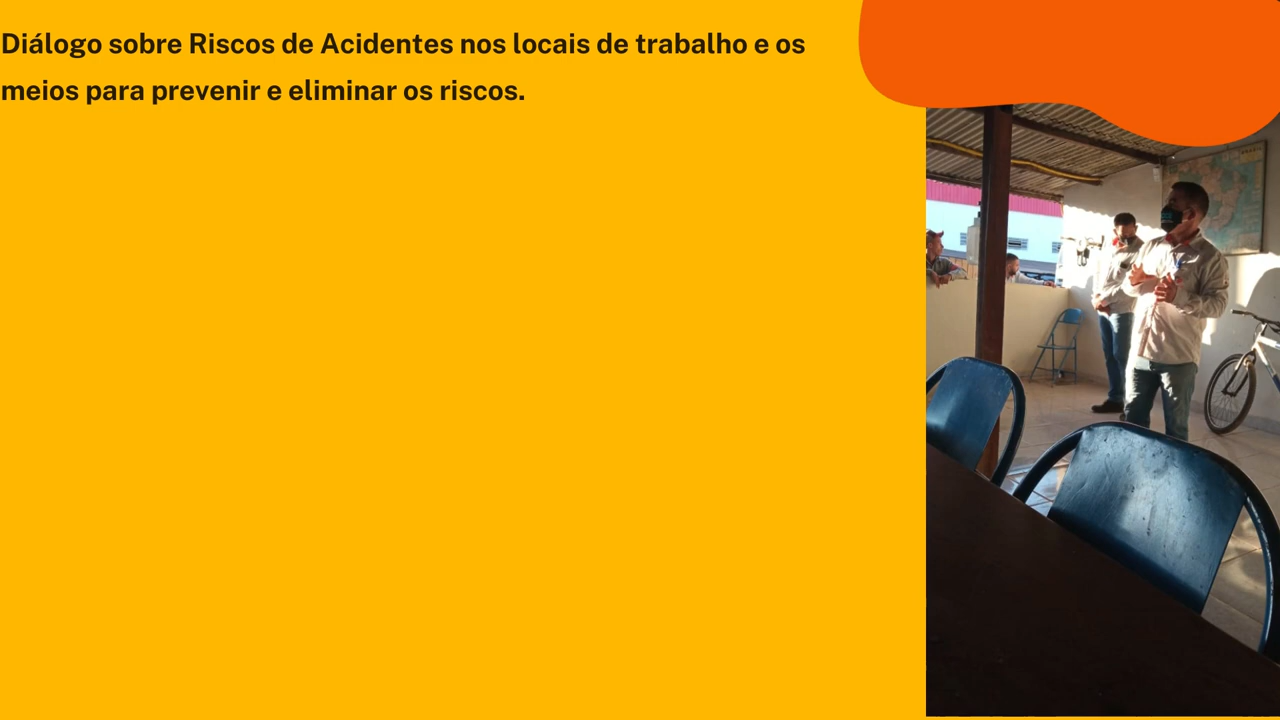 Diálogo sobre Riscos de Acidentes nos locais de trabalho e os
meios para prevenir e eliminar os riscos.